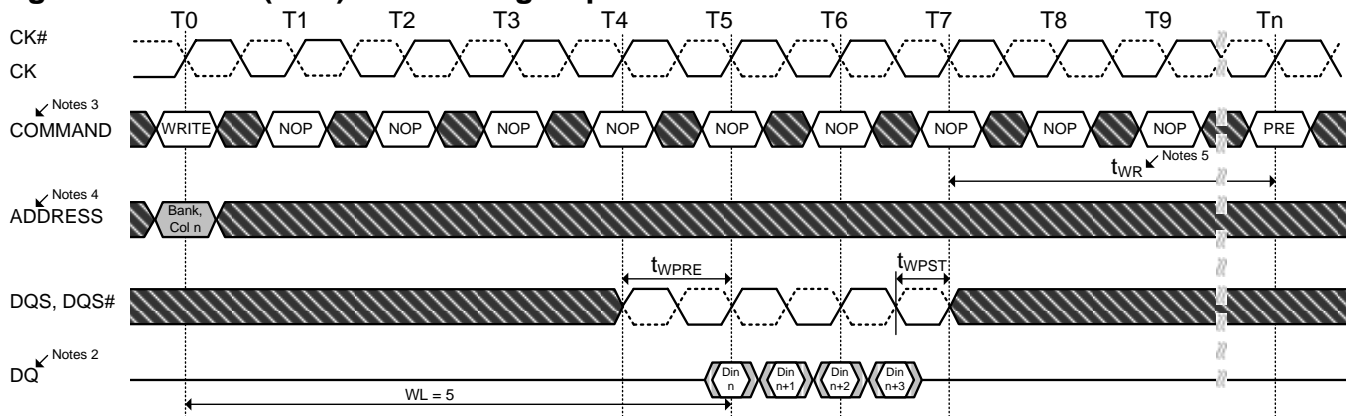 T0 T1 T2 T3 T4 T5 T6 T7 T8 T9 Tn
CK#
CK
Notes 3
COMMAND WRITE NOP NOP NOP NOP NOP NOP NOP NOP NOP PRE
tWR Notes 5
Notes 4
ADDRESS Bank, Col n
tWPRE tWPST
DQS, DQS#
Notes 2
DQ Din n Din n+1 Din n+2 Din n+3
WL = 5